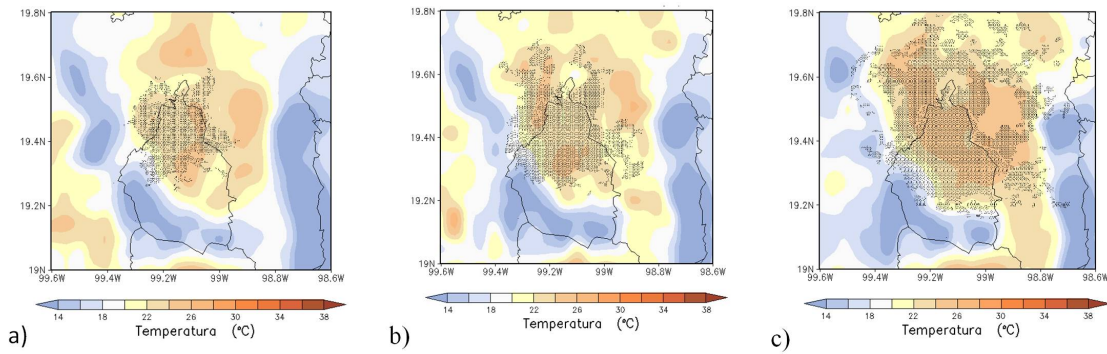 19.8N
19.6N
19.4N
19.2N
19N
99.6W 99.4W 99.2W 99W 98.8W 98.6W
14 18 22 26 30 34 38
Temperatura (°C)
a)
19.8N
19.6N
19.4N
19.2N
19N
99.6W 99.4W 99.2W 99W 98.8W 98.6W
14 18 22 26 30 34 38
Temperatura (°C)
b)
19.8N
19.6N
19.4N
19.2N
19N
99.6W 99.4W 99.2W 99W 98.8W 98.6W
14 18 22 26 30 34 38
Temperatura (°C)
c)